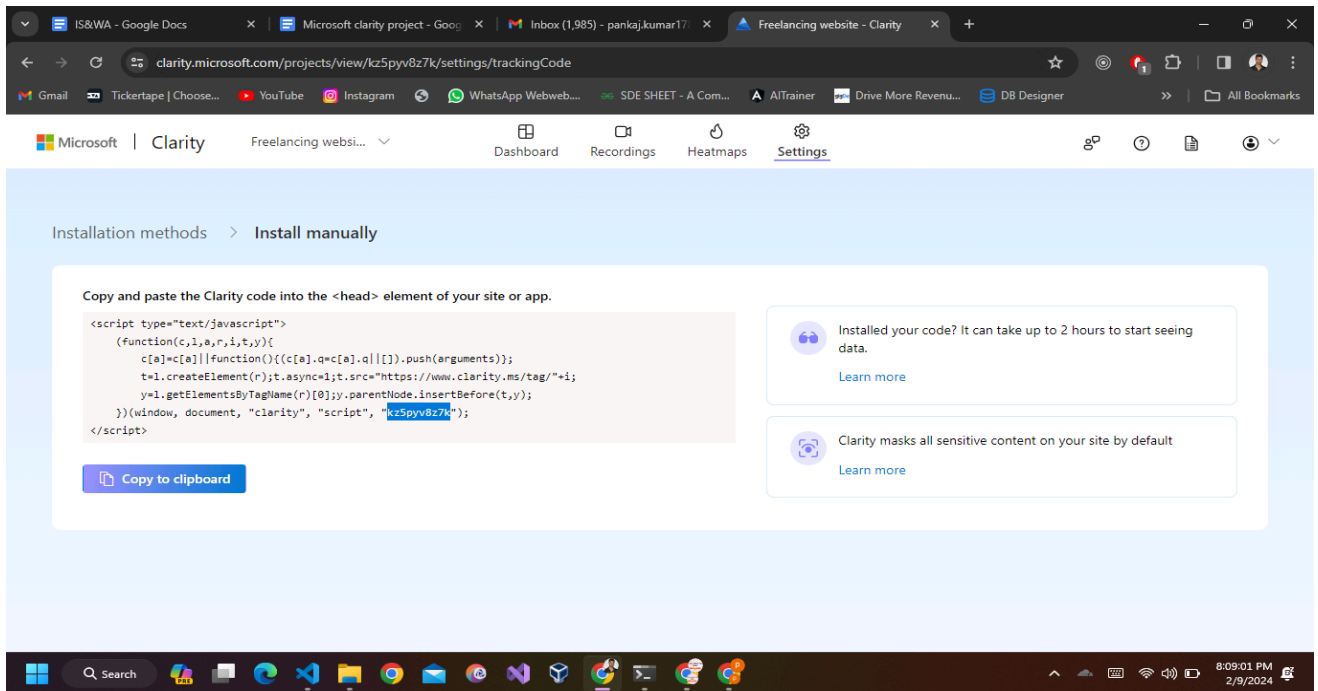 IS&WA - Google Docs
Microsoft clarity project - Goog
Inbox (1,985) - pankaj.kumar17
Freelancing website - Clarity
clarity.microsoft.com/projects/view/kz5pyv8z7k/settings/trackingCode
1
Gmail
Tickertape | Choose...
YouTube
Instagram
WhatsApp Webweb....
SDE SHEET - A Com...
AITrainer
Drive More Revenu...
DB Designer
»
All Bookmarks
Microsoft | Clarity
Freelancing websi...
Dashboard
Recordings
Heatmaps
Settings
Installation methods > Install manually
Copy and paste the Clarity code into the <head> element of your site or app.
<script type="text/javascript">
(function(c,l,a,r,i,t,y){
c[a]=c[a]||function(){(c[a].q=c[a].q||[]).push(arguments)};
t=l.createElement(r);t.async=1;t.src="https://www.clarity.ms/tag/"+i;
y=l.getElementsByTagName(r)[0];y.parentNode.insertBefore(t,y);
})(window, document, "clarity", "script", "kz5pyv8z7k");
</script>
Copy to clipboard
Installed your code? It can take up to 2 hours to start seeing
data.
Learn more
Clarity masks all sensitive content on your site by default
Learn more
Search
PRE
8:09:01 PM
2/9/2024